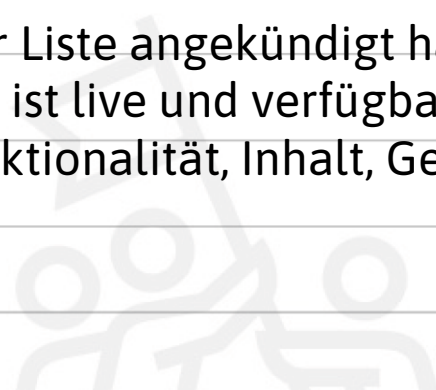 Liste angekündigt
ist live und verfügba
ktionalität, Inhalt, Ge